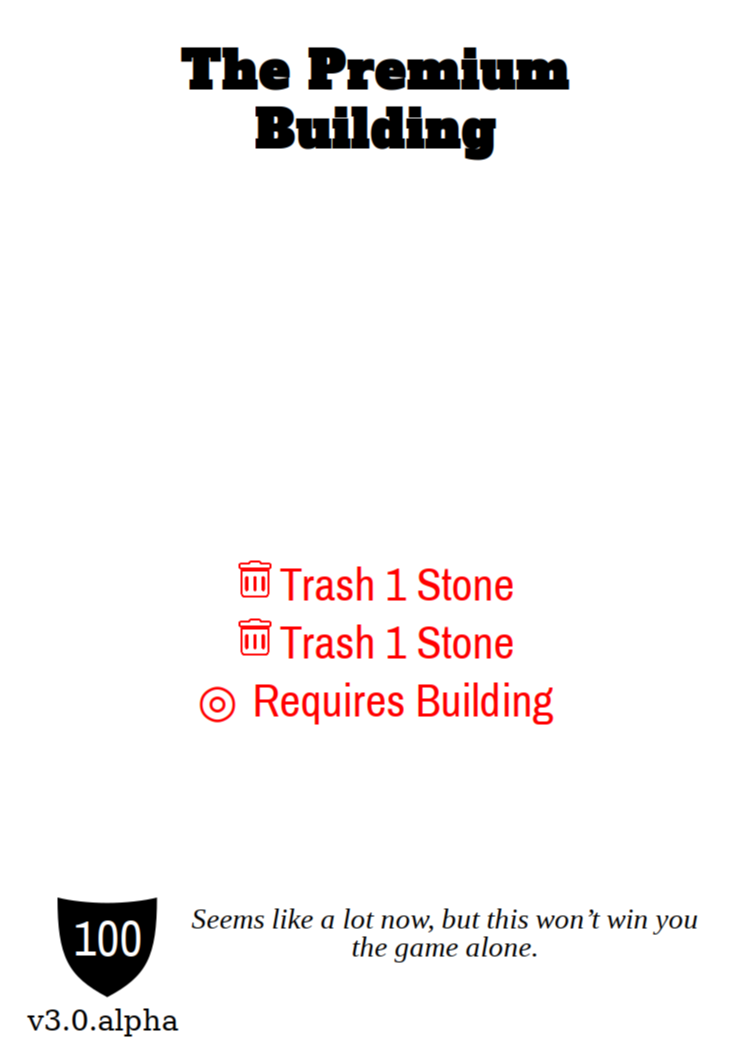 The Premium
Building
Trash 1 Stone
Trash 1 Stone
Requires Building
Seems like a lot now, but this won’t win you
the game alone.
100
v3.0.alpha